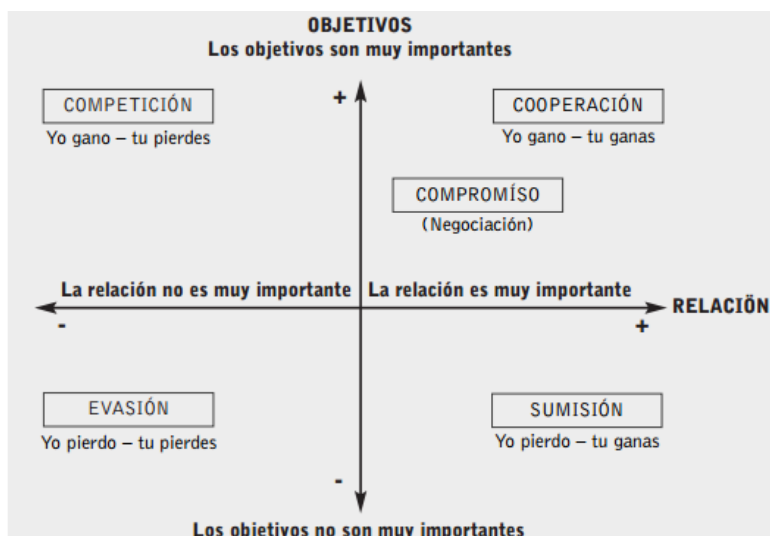 OBJETIVOS
Los objetivos son muy importantes
+
COMPETICIÓN
COOPERACIÓN
Yo gano – tu pierdes
Yo gano – tu ganas
COMPROMÍSO
(Negociación)
La relación no es muy importante
La relación es muy importante
RELACIÖN
-
+
EVASIÓN
SUMISIÓN
Yo pierdo – tu pierdes
Yo pierdo – tu ganas
-
Los objetivos no son muy importantes